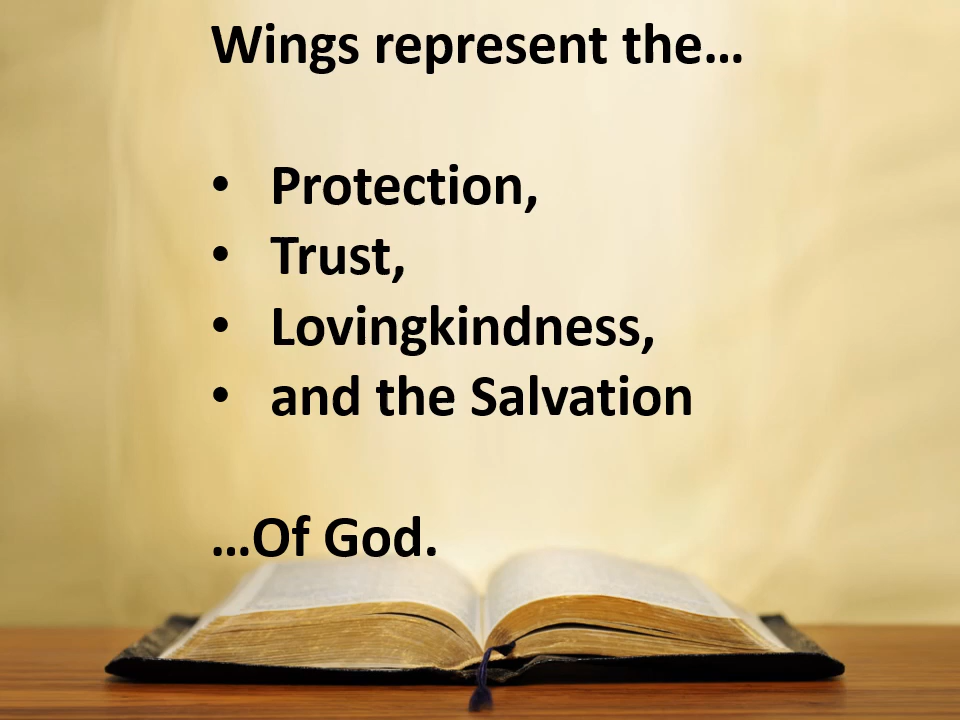 Wings represent the…
• Protection,
• Trust,
• Lovingkindness,
• and the Salvation
…Of God.